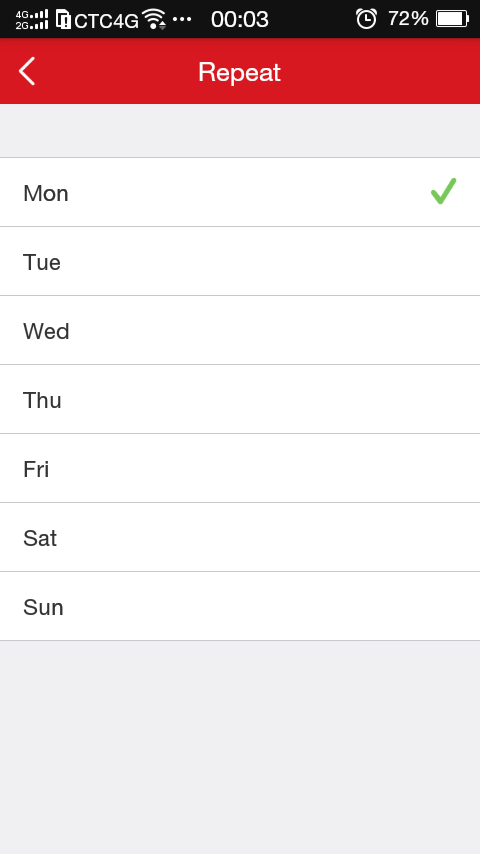 4G 2G CTC4G 00:03 72%
Repeat
Mon
Tue
Wed
Thu
Fri
Sat
Sun